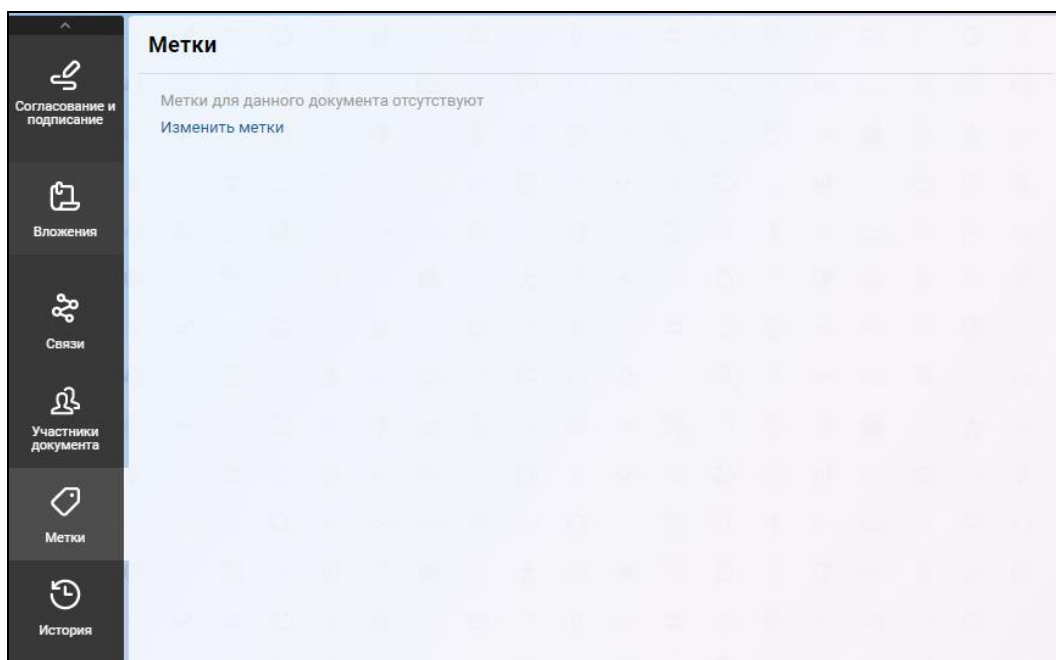 Метки
Метки для данного документа отсутствуют
Изменить метки
Согласование и
подписание
Вложения
Связи
Участники
документа
Метки
История